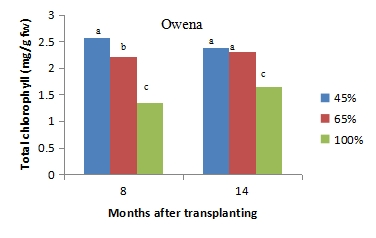 Owena
Total chlorophyll (mg/g fw)
3
2.5
2
1.5
1
0.5
0
a
b
c
a
a
c
8
14
Months after transplanting
45%
65%
100%